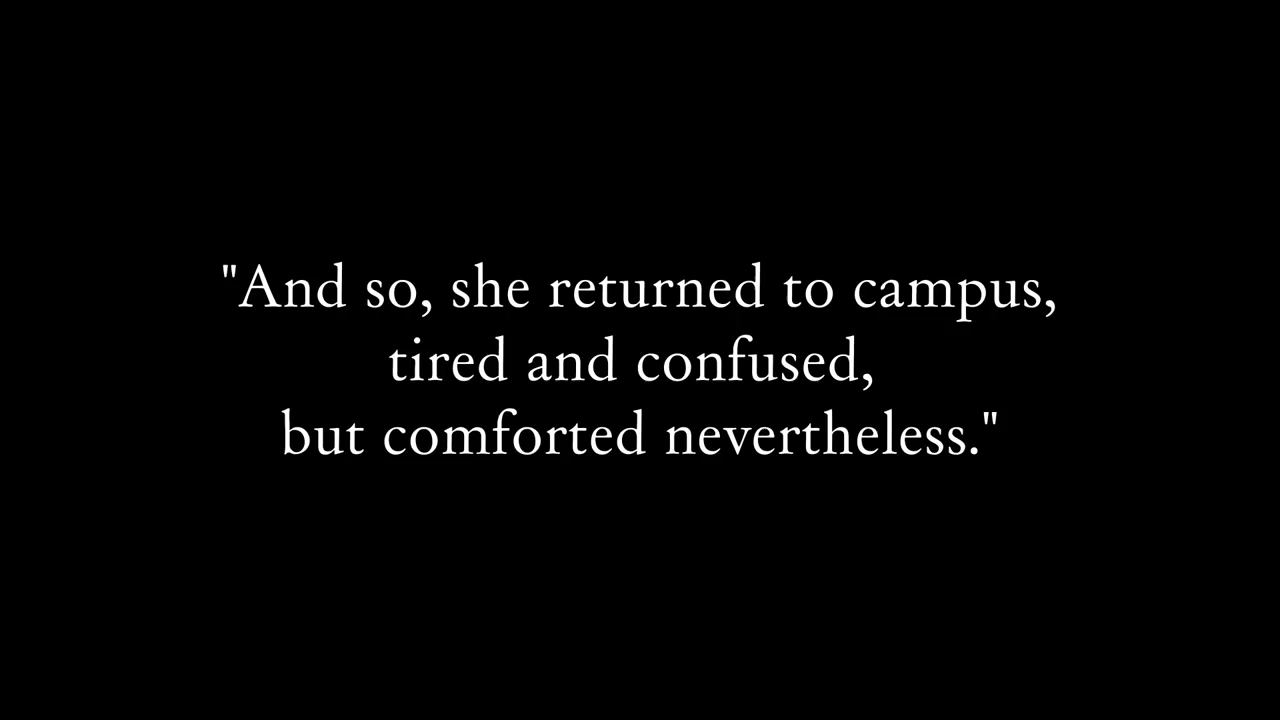 "And so, she returned to campus,
tired and confused,
but comforted nevertheless."